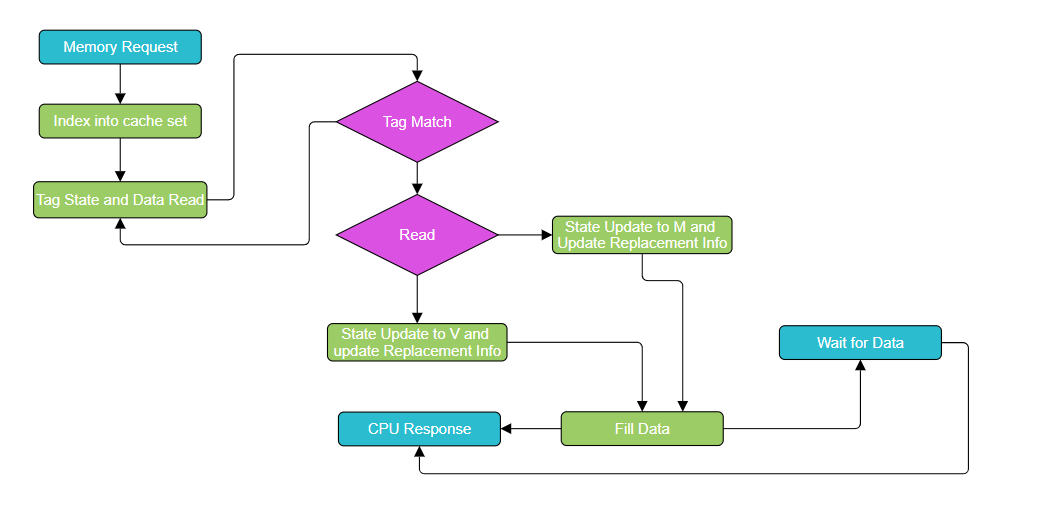 Memory Request
Index into cache set
Tag State and Data Read
Tag Match
Read
State Update to M and
Update Replacement Info
State Update to V and
update Replacement Info
Wait for Data
CPU Response
Fill Data